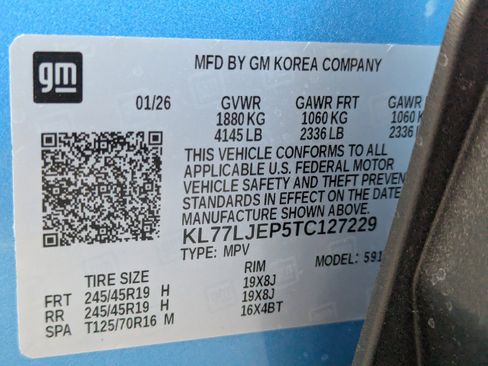 gm
MFD BY GM KOREA COMPANY
01/26 GVWR GAWR FRT GAWR
1880 KG 1060 KG 1060 K
4145 LB 2336 LB 2336
THIS VEHICLE CONFORMS TO ALL
APPLICABLE U.S. FEDERAL MOTOR
VEHICLE SAFETY AND THEFT PREVEN
STANDARDS IN EFFECT ON THE DATE
MANUFACTURE SHOWN ABOVE.
KL77LJEP5TC127229
TYPE: MPV MODEL: 591
TIRE SIZE RIM
FRT 245/45R19 H 19X8J
RR 245/45R19 H 19X8J
SPA T125/70R16 M 16X4BT